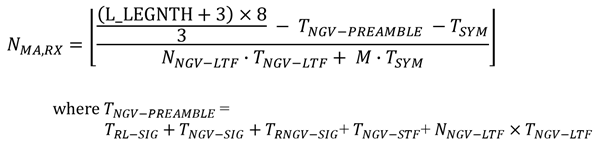 N_{MA,RX} = ⌊ \frac{\frac{(L_LEGNTH + 3) × 8}{3} − T_{NGV−PREAMBLE} − T_{SYM}}{N_{NGV−LTF} ∙ T_{NGV−LTF} + M ∙ T_{SYM}} ⌋
where T_{NGV−PREAMBLE} =
T_{RL−SIG} + T_{NGV−SIG} + T_{RNGV−SIG} + T_{NGV−STF} + N_{NGV−LTF} × T_{NGV−LTF}